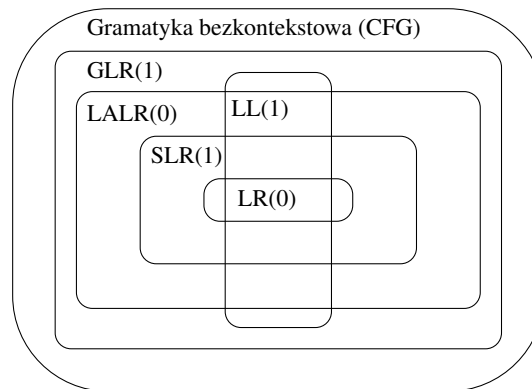 Gramatyka bezkontekstowa (CFG)
GLR(1)
LALR(0)
LL(1)
SLR(1)
LR(0)